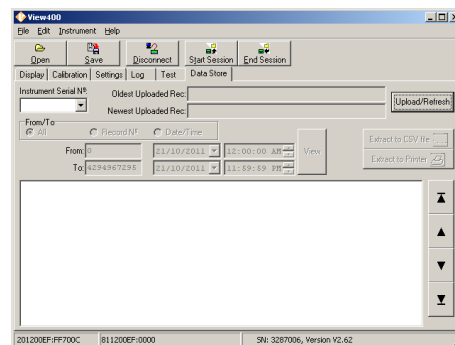 View400
File Edit Instrument Help
Open Save Disconnect Start Session End Session
Display Calibration Settings Log Test Data Store
Instrument Serial Nº:
Oldest Uploaded Rec:
Newest Uploaded Rec:
Upload/Refresh
From/To
All Record Nº Date/Time
From: 0 21/10/2011 12:00:00 AM
To: 4294967295 21/10/2011 11:59:59 PM
View
Extract to CSV file
Extract to Printer
201200EF:FF700C 811200EF:0000 SN: 3287006, Version V2.62